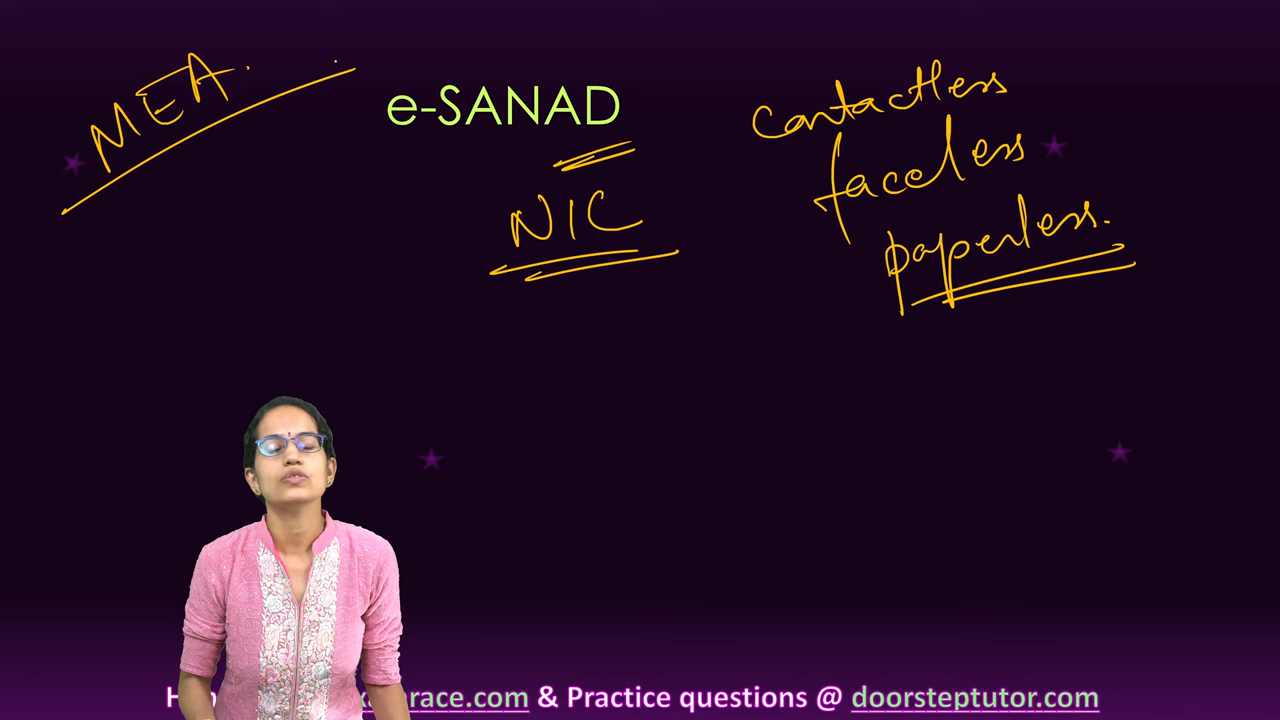 MEA.
e-SANAD
NIC
contactless
faceless
paperless.
H race.com & Practice questions @ doorsteptutor.com